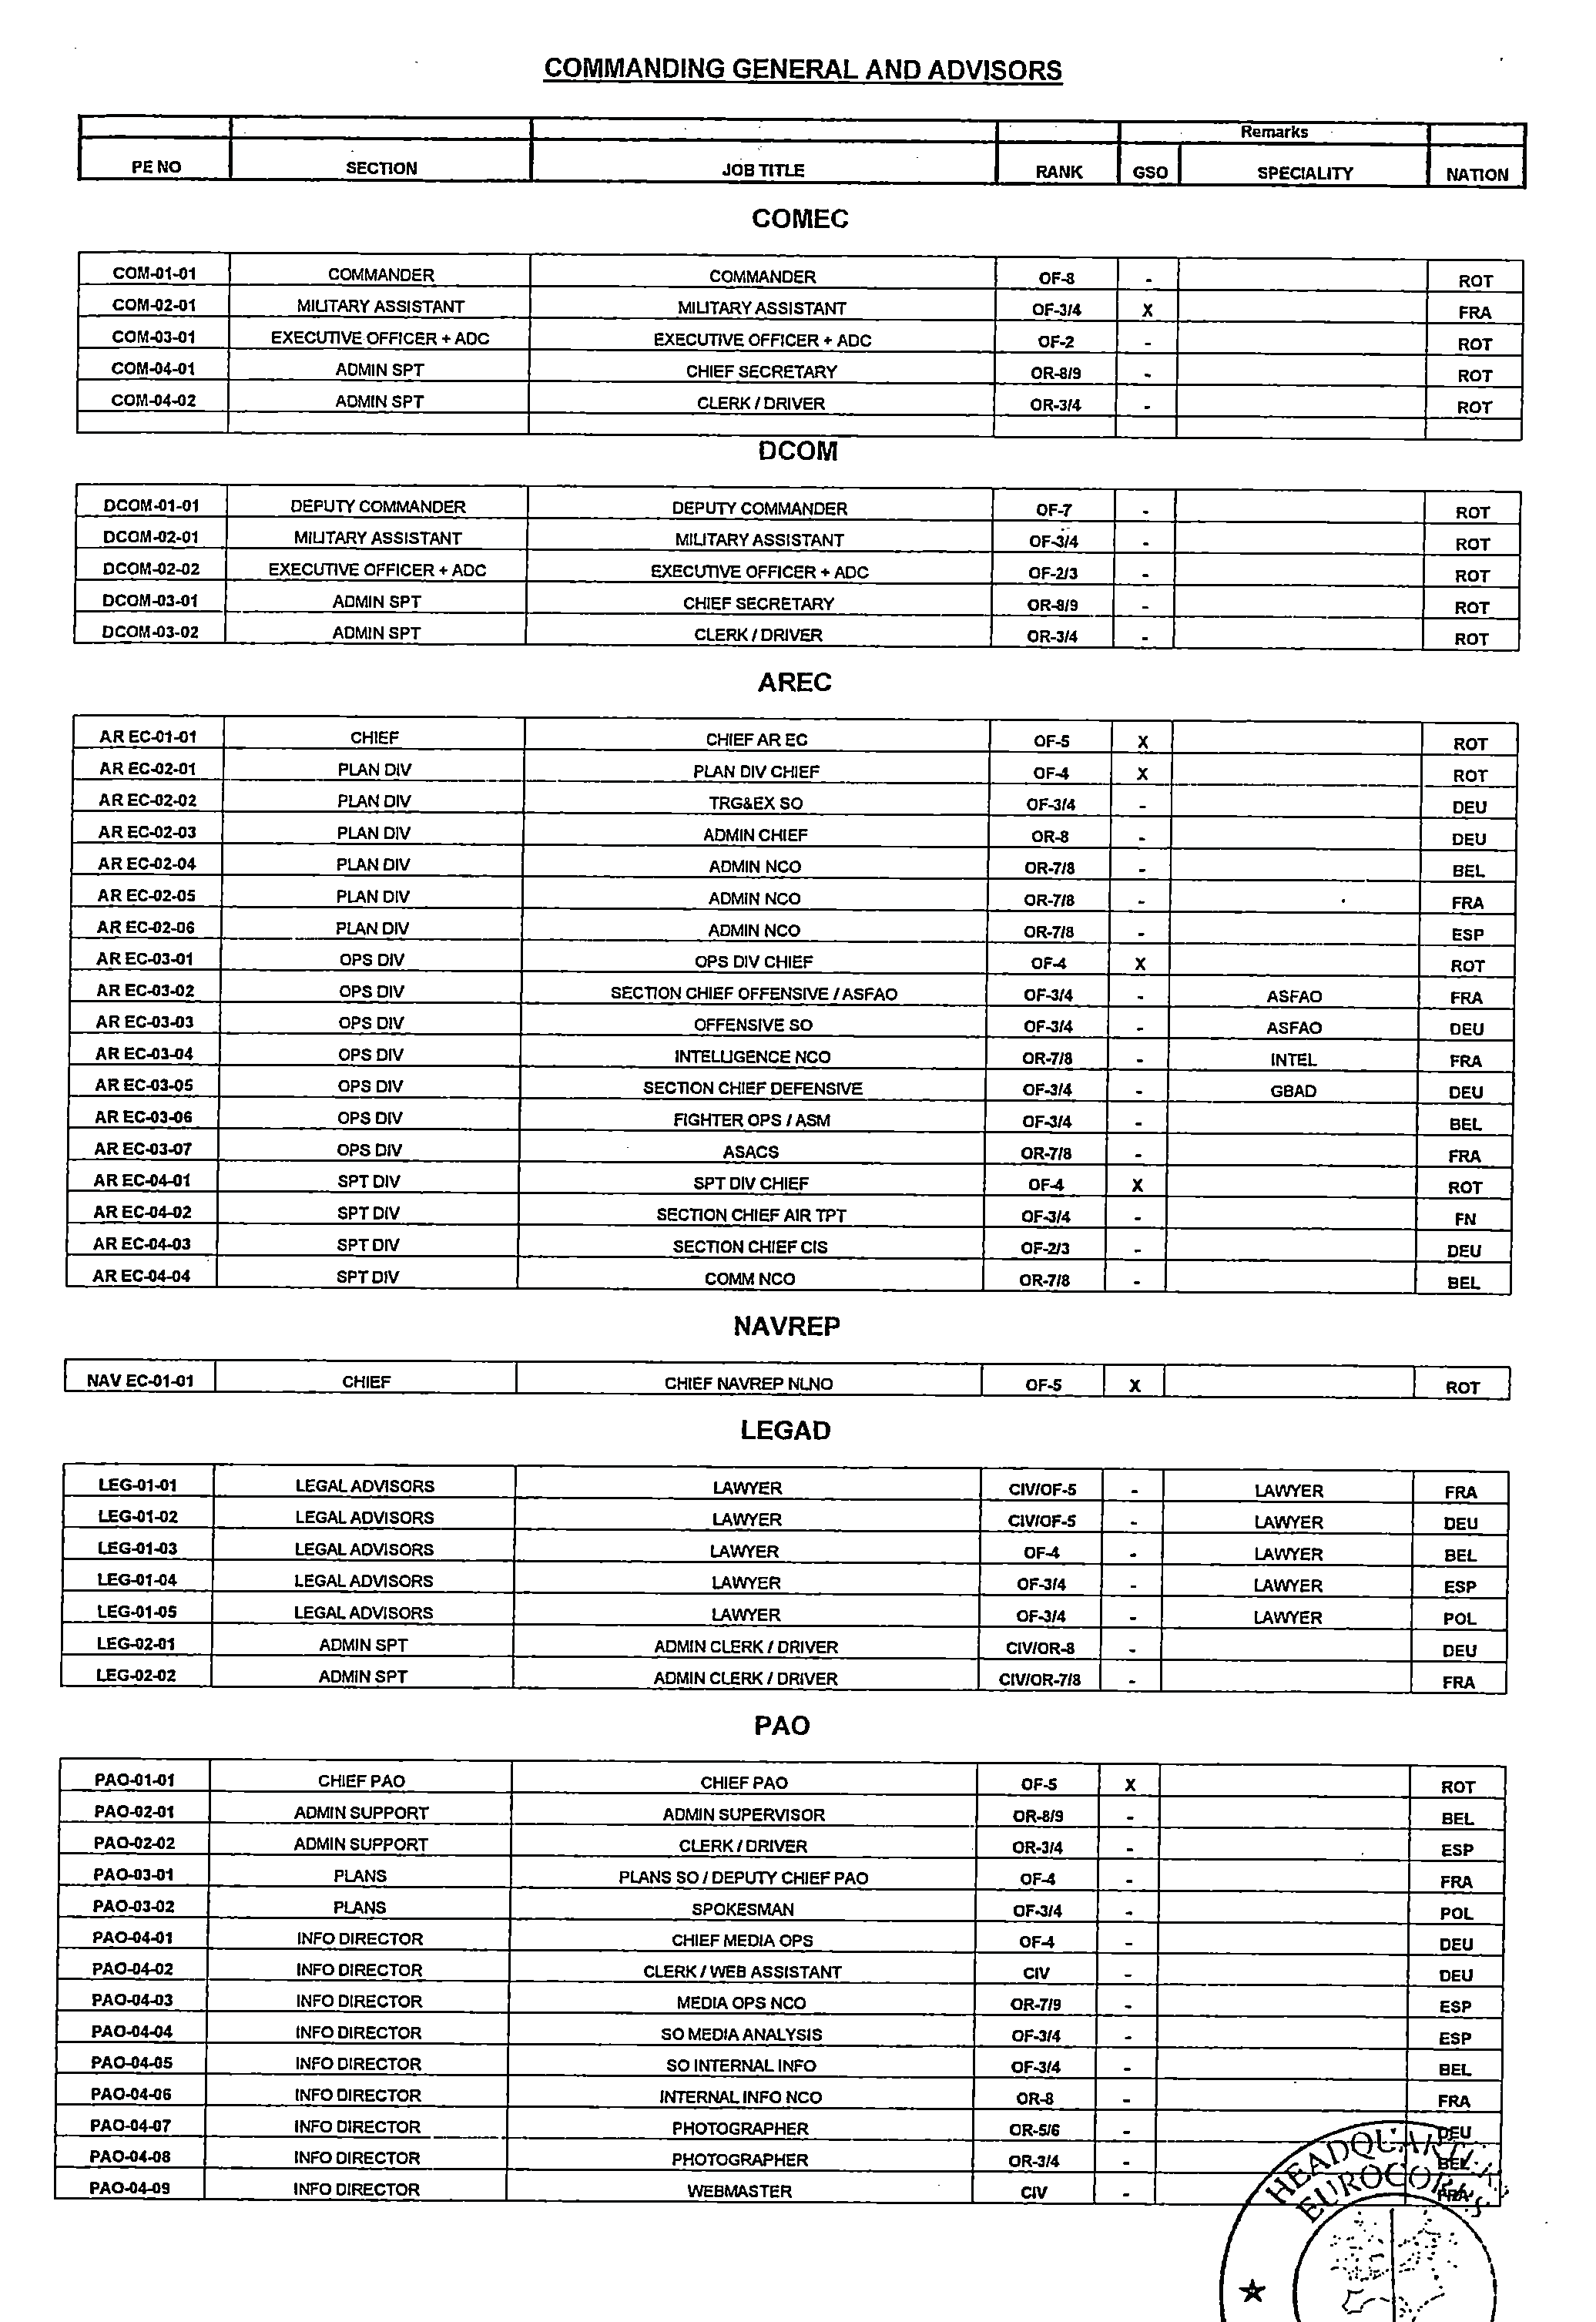 COMMANDING GENERAL AND ADVISORS
Remarks
PE NO SECTION JOB TITLE RANK GSO SPECIALITY NATION
COMEC
COM-01-01 COMMANDER COMMANDER OF-8 - ROT
COM-02-01 MILITARY ASSISTANT MILITARY ASSISTANT OF-3/4 X FRA
COM-03-01 EXECUTIVE OFFICER + ADC EXECUTIVE OFFICER + ADC OF-2 - ROT
COM-04-01 ADMIN SPT CHIEF SECRETARY OR-8/9 - ROT
COM-04-02 ADMIN SPT CLERK / DRIVER OR-3/4 - ROT
DCOM
DCOM-01-01 DEPUTY COMMANDER DEPUTY COMMANDER OF-7 - ROT
DCOM-02-01 MILITARY ASSISTANT MILITARY ASSISTANT OF-3/4 - ROT
DCOM-02-02 EXECUTIVE OFFICER + ADC EXECUTIVE OFFICER + ADC OF-2/3 - ROT
DCOM-03-01 ADMIN SPT CHIEF SECRETARY OR-8/9 - ROT
DCOM-03-02 ADMIN SPT CLERK / DRIVER OR-3/4 - ROT
AREC
AR EC-01-01 CHIEF CHIEF AR EC OF-5 X ROT
AR EC-02-01 PLAN DIV PLAN DIV CHIEF OF-4 X ROT
AR EC-02-02 PLAN DIV TRG&EX SO OF-3/4 - DEU
AR EC-02-03 PLAN DIV ADMIN CHIEF OR-8 - DEU
AR EC-02-04 PLAN DIV ADMIN NCO OR-7/8 - BEL
AR EC-02-05 PLAN DIV ADMIN NCO OR-7/8 - FRA
AR EC-02-06 PLAN DIV ADMIN NCO OR-7/8 - ESP
AR EC-03-01 OPS DIV OPS DIV CHIEF OF-4 X ROT
AR EC-03-02 OPS DIV SECTION CHIEF OFFENSIVE / ASFAO OF-3/4 - ASFAO FRA
AR EC-03-03 OPS DIV OFFENSIVE SO OF-3/4 - ASFAO DEU
AR EC-03-04 OPS DIV INTELLIGENCE NCO OR-7/8 - INTEL FRA
AR EC-03-05 OPS DIV SECTION CHIEF DEFENSIVE OF-3/4 - GBAD DEU
AR EC-03-06 OPS DIV FIGHTER OPS / ASM OF-3/4 - BEL
AR EC-03-07 OPS DIV ASACS OR-7/8 - FRA
AR EC-04-01 SPT DIV SPT DIV CHIEF OF-4 X ROT
AR EC-04-02 SPT DIV SECTION CHIEF AIR TPT OF-3/4 - FN
AR EC-04-03 SPT DIV SECTION CHIEF CIS OF-2/3 - DEU
AR EC-04-04 SPT DIV COMM NCO OR-7/8 - BEL
NAVREP
NAV EC-01-01 CHIEF CHIEF NAVREP NLNO OF-5 X ROT
LEGAD
LEG-01-01 LEGAL ADVISORS LAWYER CIV/OF-5 - LAWYER FRA
LEG-01-02 LEGAL ADVISORS LAWYER CIV/OF-5 - LAWYER DEU
LEG-01-03 LEGAL ADVISORS LAWYER OF-4 - LAWYER BEL
LEG-01-04 LEGAL ADVISORS LAWYER OF-3/4 - LAWYER ESP
LEG-01-05 LEGAL ADVISORS LAWYER OF-3/4 - LAWYER POL
LEG-02-01 ADMIN SPT ADMIN CLERK / DRIVER CIV/OR-8 - DEU
LEG-02-02 ADMIN SPT ADMIN CLERK / DRIVER CIV/OR-7/8 - FRA
PAO
PAO-01-01 CHIEF PAO CHIEF PAO OF-5 X ROT
PAO-02-01 ADMIN SUPPORT ADMIN SUPERVISOR OR-8/9 - BEL
PAO-02-02 ADMIN SUPPORT CLERK / DRIVER OR-3/4 - ESP
PAO-03-01 PLANS PLANS SO / DEPUTY CHIEF PAO OF-4 - FRA
PAO-03-02 PLANS SPOKESMAN OF-3/4 - POL
PAO-04-01 INFO DIRECTOR CHIEF MEDIA OPS OF-4 - DEU
PAO-04-02 INFO DIRECTOR CLERK / WEB ASSISTANT CIV - DEU
PAO-04-03 INFO DIRECTOR MEDIA OPS NCO OR-7/9 - ESP
PAO-04-04 INFO DIRECTOR SO MEDIA ANALYSIS OF-3/4 - ESP
PAO-04-05 INFO DIRECTOR SO INTERNAL INFO OF-3/4 - BEL
PAO-04-06 INFO DIRECTOR INTERNAL INFO NCO OR-8 - FRA
PAO-04-07 INFO DIRECTOR PHOTOGRAPHER OR-5/6 - DEU
PAO-04-08 INFO DIRECTOR PHOTOGRAPHER OR-3/4 - BEL
PAO-04-09 INFO DIRECTOR WEBMASTER CIV - FRA
HEADQUARTERS
EUROCORPS